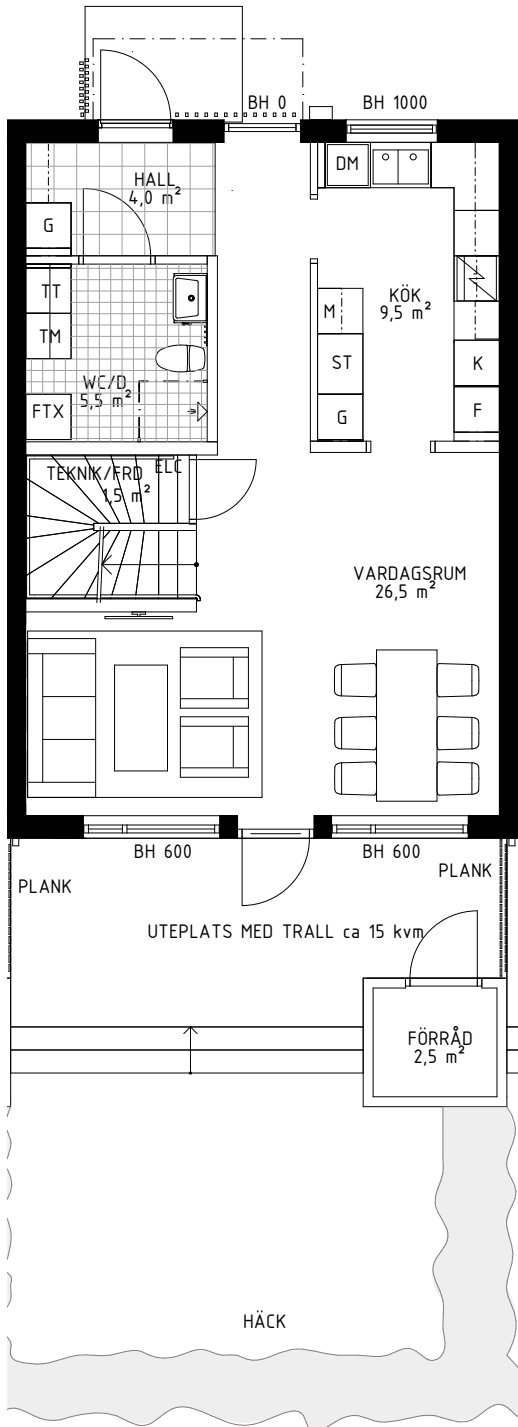 BH 0
BH 1000
HALL
4,0 m²
DM
G
TT
TM
KÖK
9,5 m²
M
ST
G
K
F
WC/D
5,5 m²
FTX
TEKNIK/FRD
1,5 m²
ELC
VARDAGSRUM
26,5 m²
BH 600
BH 600
PLANK
PLANK
UTEPLATS MED TRALL ca 15 kvm
FÖRRÅD
2,5 m²
HÄCK